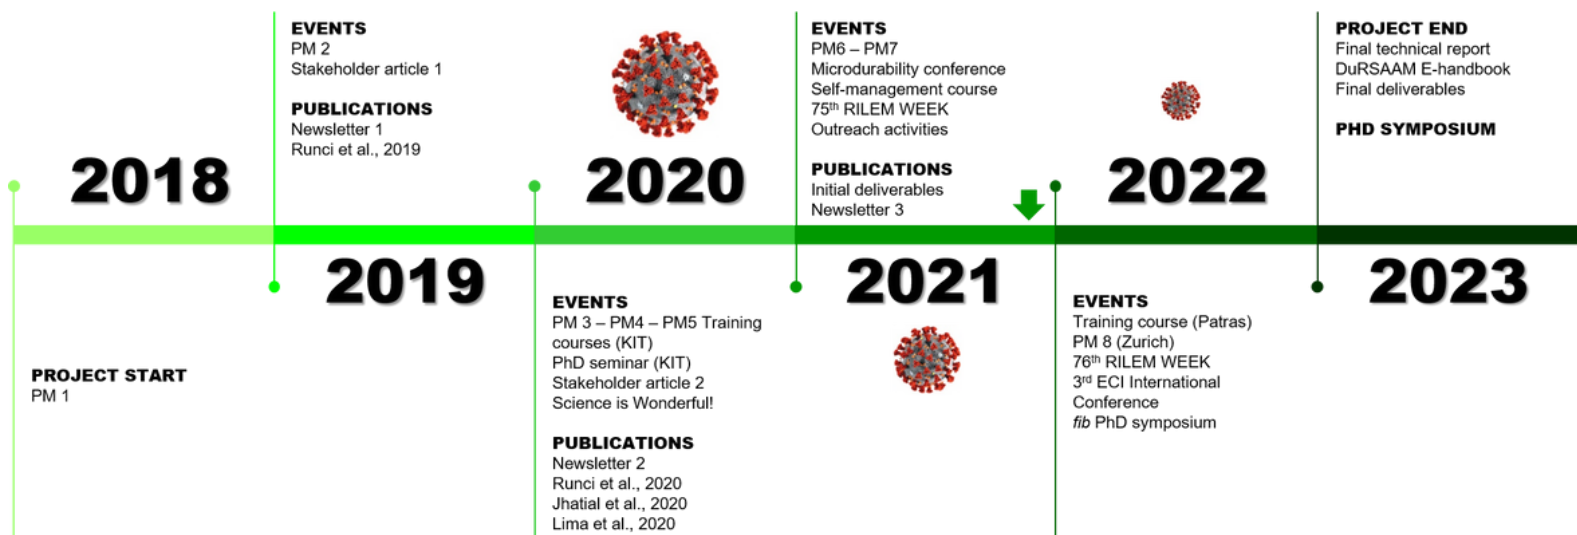 2018
PROJECT START
PM 1
EVENTS
PM 2
Stakeholder article 1
PUBLICATIONS
Newsletter 1
Runci et al., 2019
2019
2020
EVENTS
PM 3 – PM4 – PM5 Training
courses (KIT)
PhD seminar (KIT)
Stakeholder article 2
Science is Wonderful!
PUBLICATIONS
Newsletter 2
Runci et al., 2020
Jhatial et al., 2020
Lima et al., 2020
EVENTS
PM6 – PM7
Microdurability conference
Self-management course
75th RILEM WEEK
Outreach activities
PUBLICATIONS
Initial deliverables
Newsletter 3
2021
2022
EVENTS
Training course (Patras)
PM 8 (Zurich)
76th RILEM WEEK
3rd ECI International
Conference
fib PhD symposium
PROJECT END
Final technical report
DuRSAAM E-handbook
Final deliverables
PHD SYMPOSIUM
2023